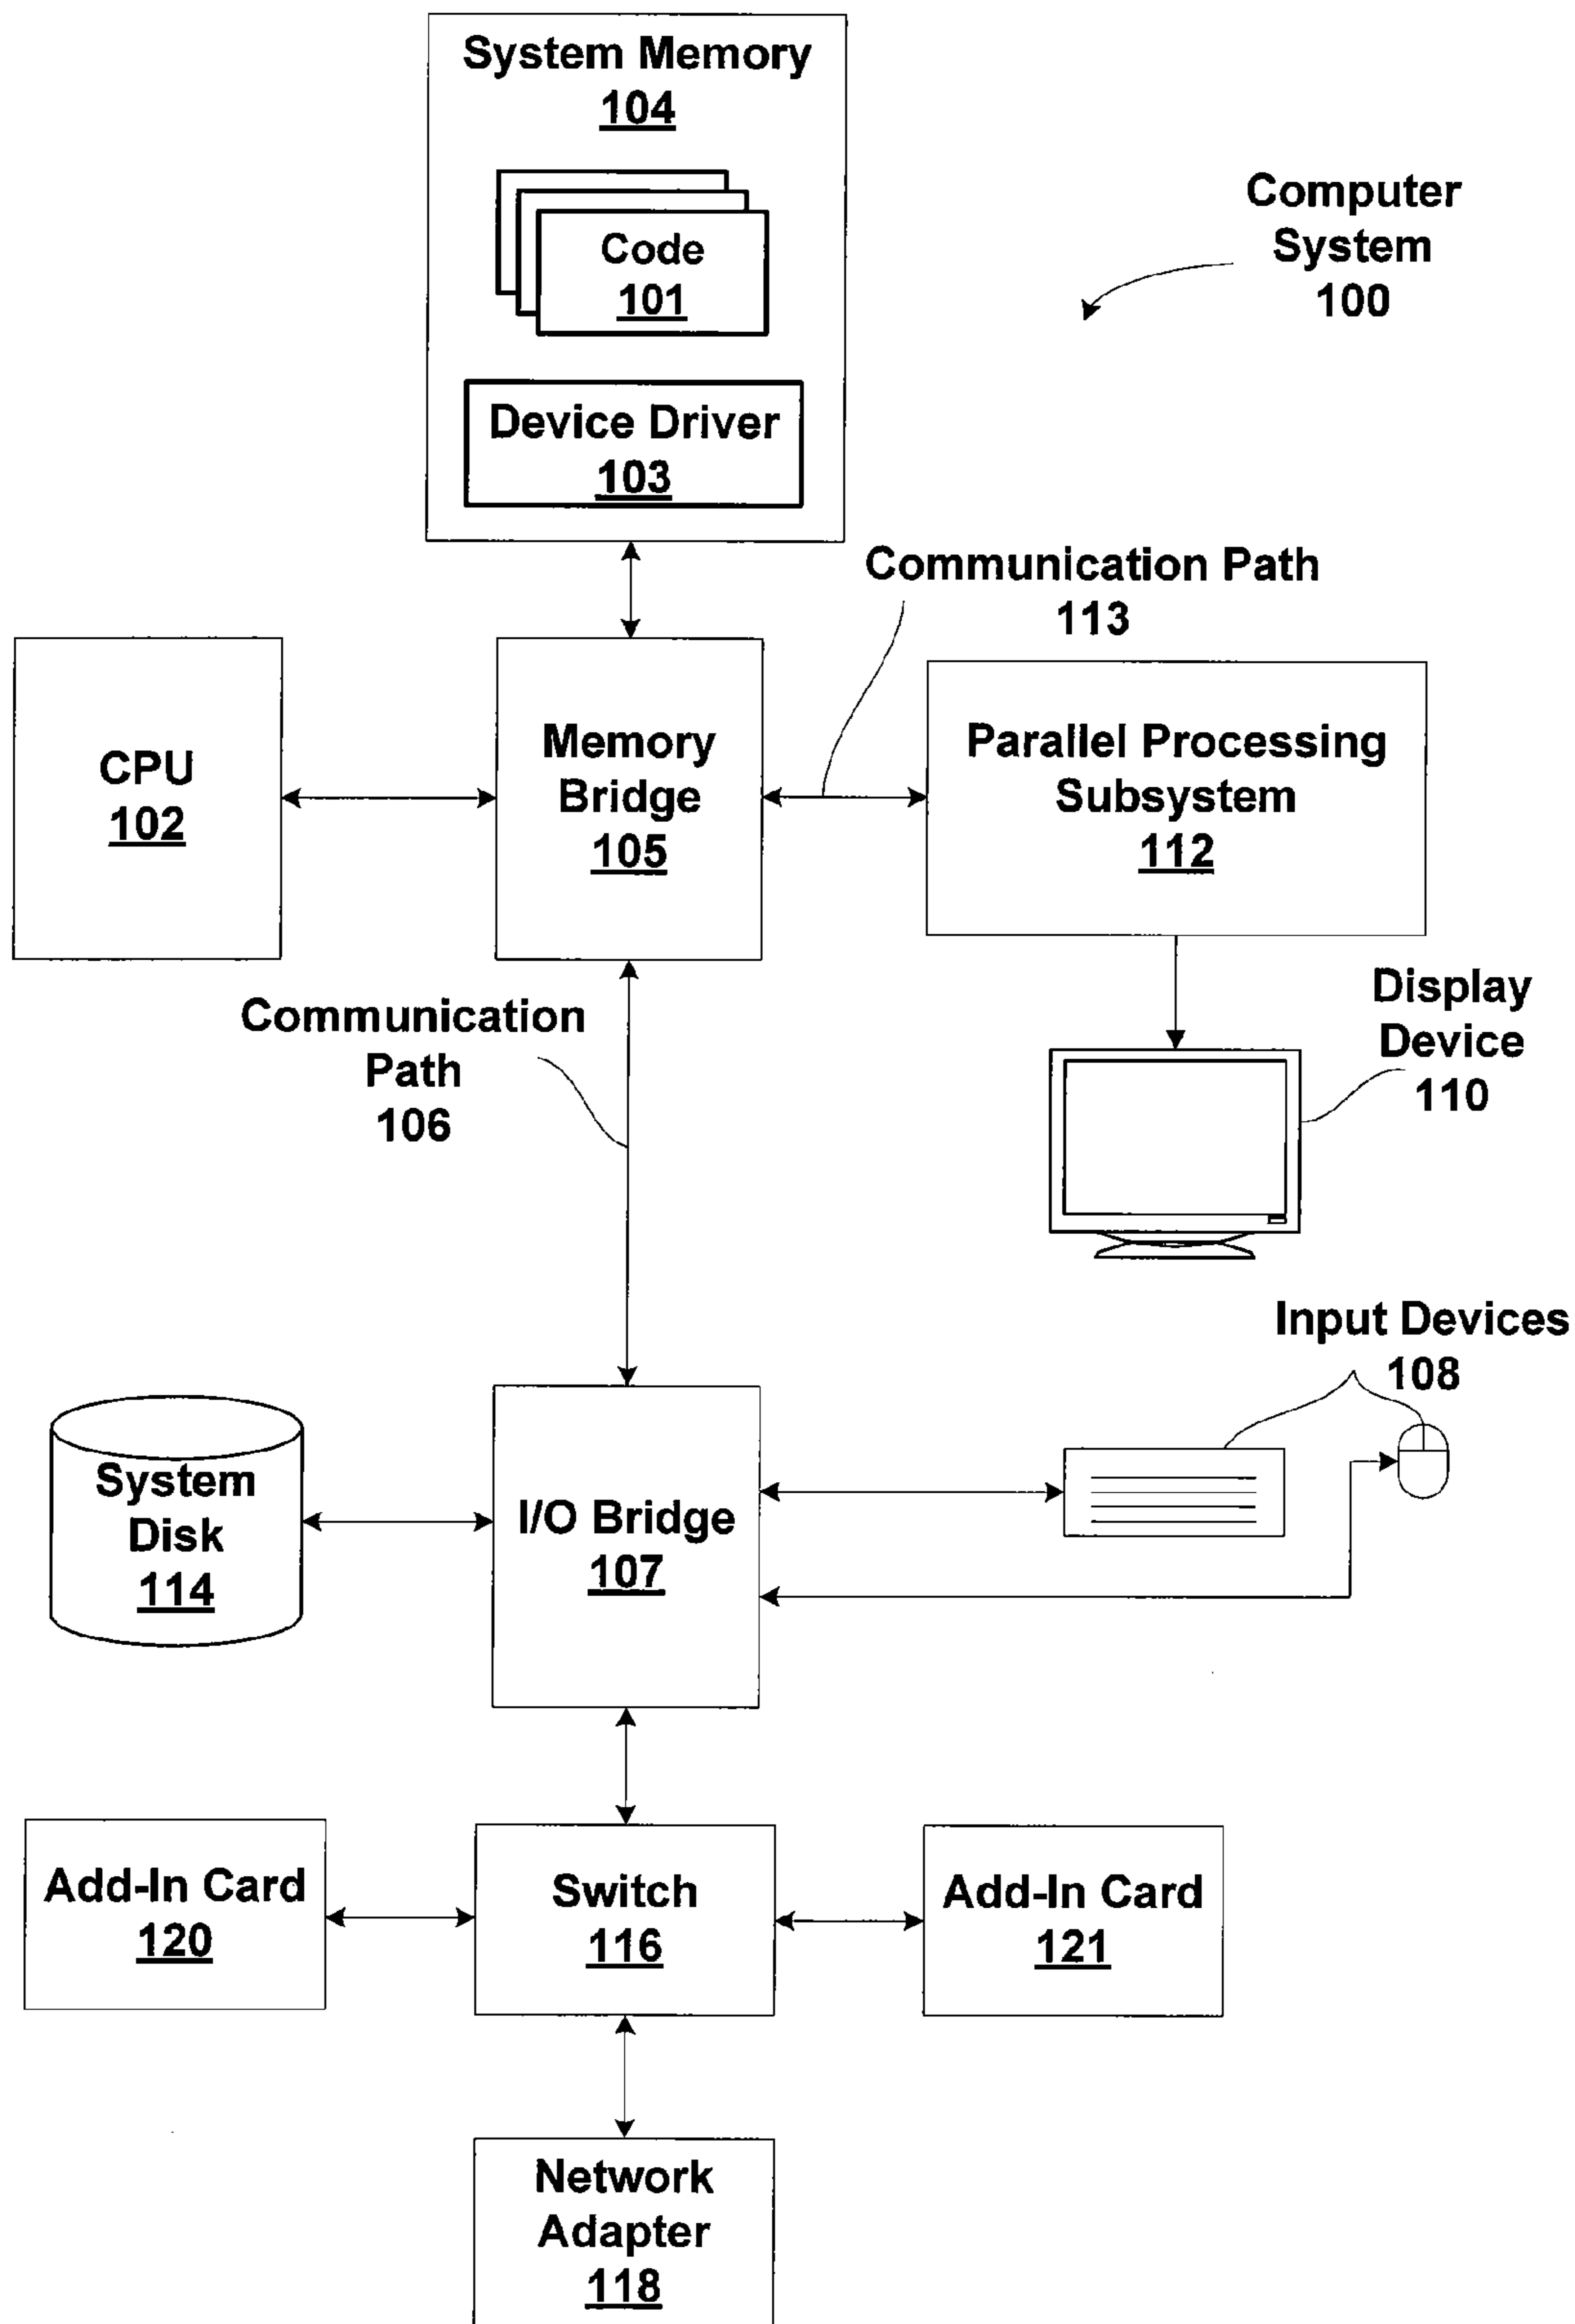 System Memory
104
Code
101
Device Driver
103
Computer
System
100
Communication Path
113
CPU
102
Memory
Bridge
105
Parallel Processing
Subsystem
112
Communication
Path
106
Display
Device
110
Input Devices
108
System
Disk
114
I/O Bridge
107
Add-In Card
120
Switch
116
Add-In Card
121
Network
Adapter
118